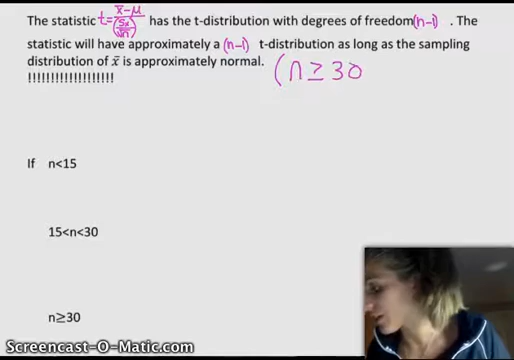 The statistic t = x̄ − μ / (Sx/√n) has the t-distribution with degrees of freedom (n-1) . The
statistic will have approximately a (n-1) t-distribution as long as the sampling
distribution of x̄ is approximately normal. (n ≥ 30
!!!!!!!!!!!!!!!!!!!
If n<15
15<n<30
n≥30
Screencast-O-Matic.com